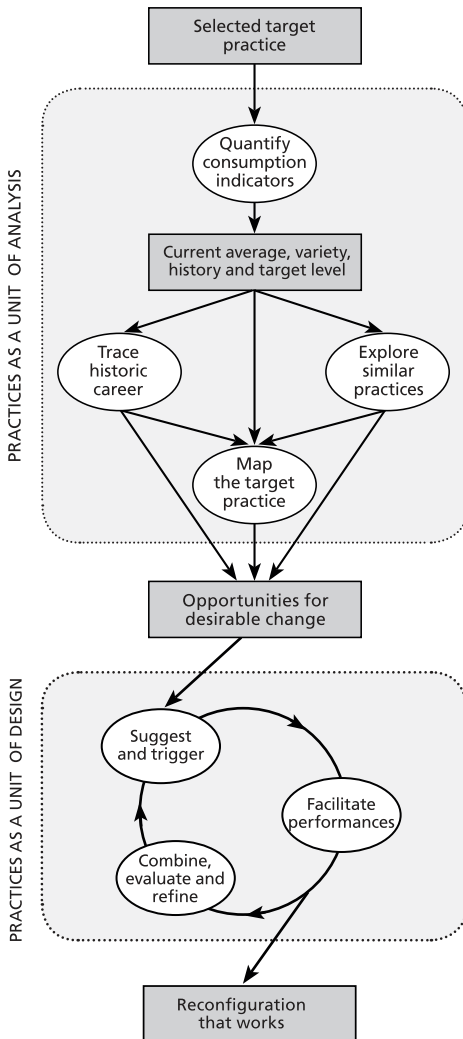 Selected target
practice
PRACTICES AS A UNIT OF ANALYSIS
Quantify
consumption
indicators
Current average, variety,
history and target level
Trace
historic
career
Explore
similar
practices
Map
the target
practice
Opportunities for
desirable change
PRACTICES AS A UNIT OF DESIGN
Suggest
and trigger
Facilitate
performances
Combine,
evaluate and
refine
Reconfiguration
that works